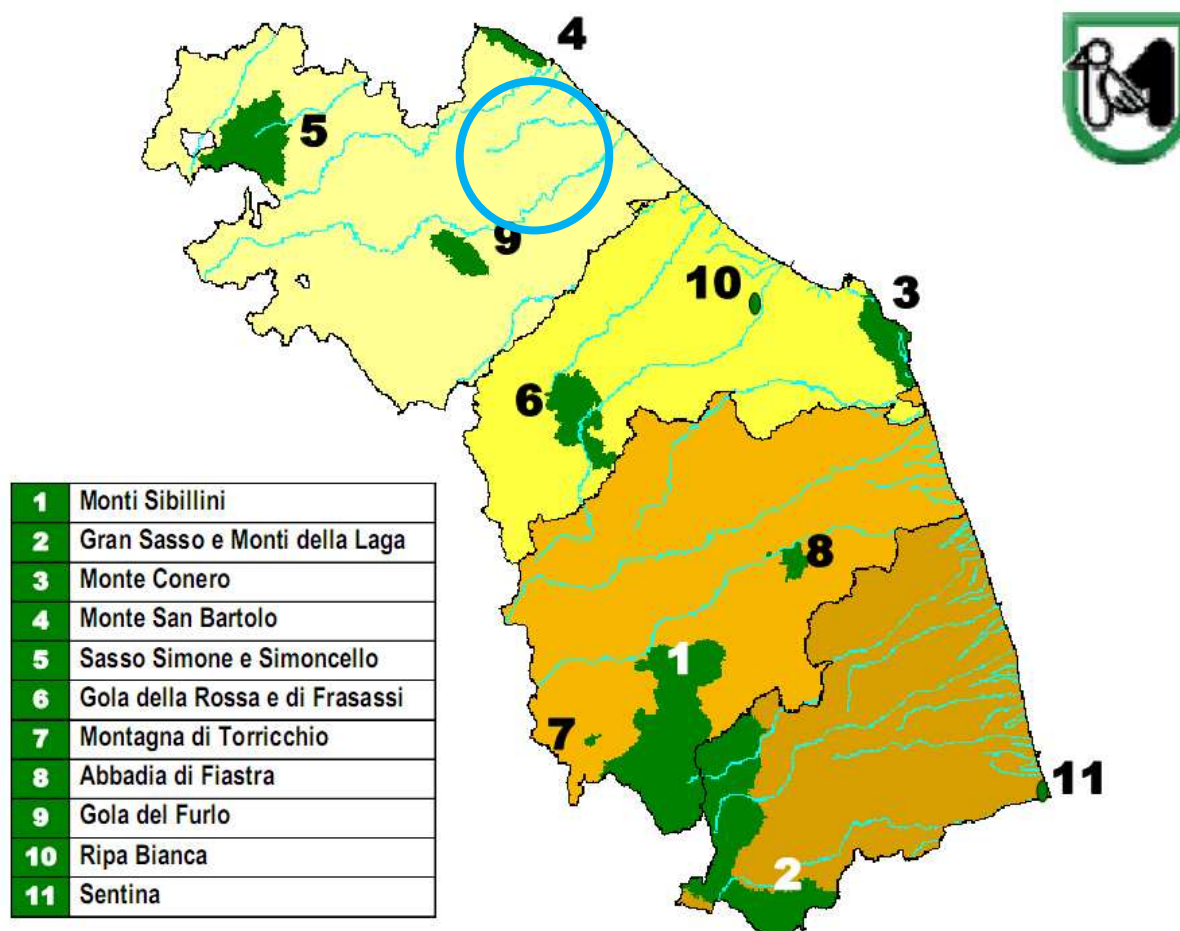 4
5
9
10
3
6
8
1
7
11
2
1 Monti Sibillini
2 Gran Sasso e Monti della Laga
3 Monte Conero
4 Monte San Bartolo
5 Sasso Simone e Simoncello
6 Gola della Rossa e di Frasassi
7 Montagna di Torricchio
8 Abbadia di Fiastra
9 Gola del Furlo
10 Ripa Bianca
11 Sentina